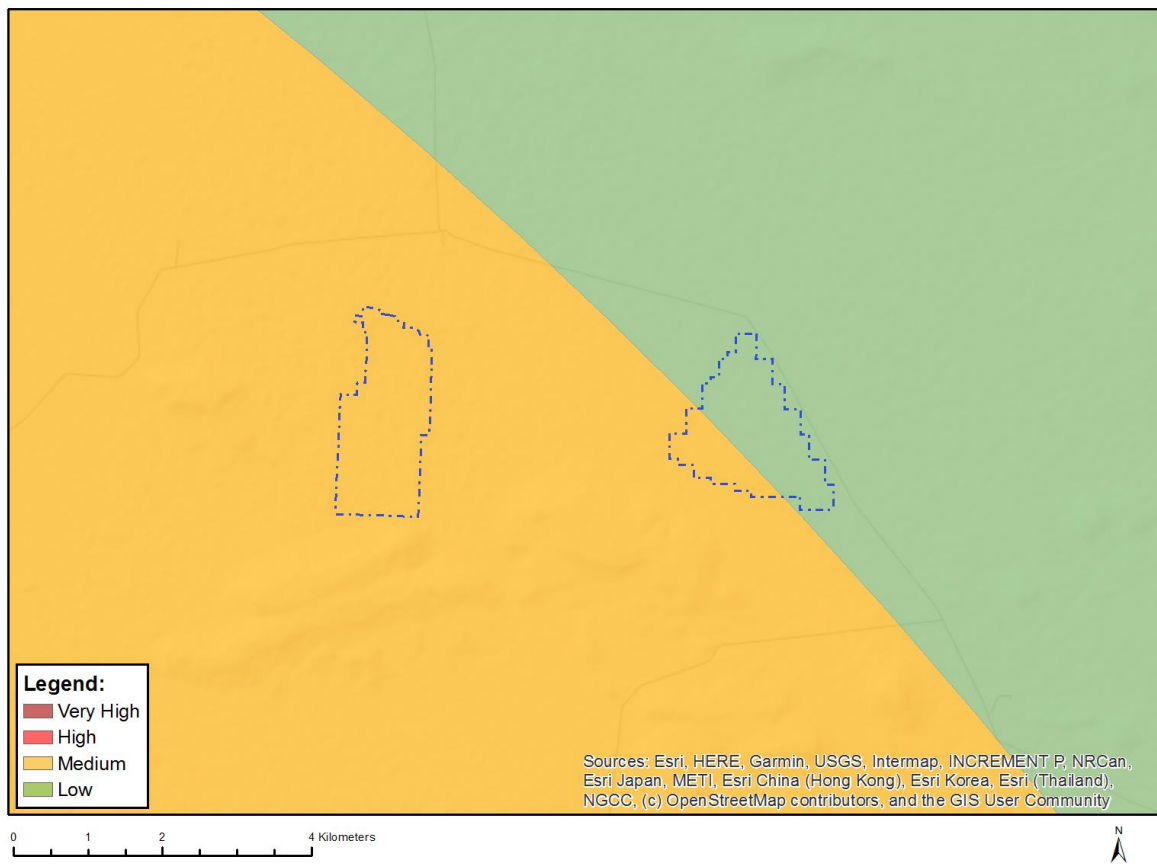 Legend:
Very High
High
Medium
Low
Sources: Esri, HERE, Garmin, USGS, Intermap, INCREMENT P, NRCan,
Esri Japan, METI, Esri China (Hong Kong), Esri Korea, Esri (Thailand),
NGCC, (c) OpenStreetMap contributors, and the GIS User Community
0 1 2 4 Kilometers
N